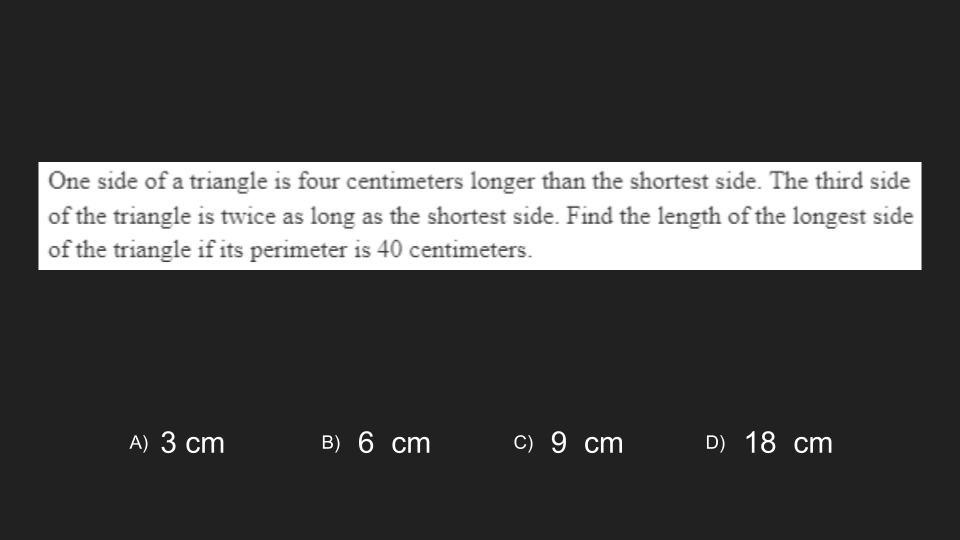 One side of a triangle is four centimeters longer than the shortest side. The third side
of the triangle is twice as long as the shortest side. Find the length of the longest side
of the triangle if its perimeter is 40 centimeters.
A) 3 cm B) 6 cm C) 9 cm D) 18 cm